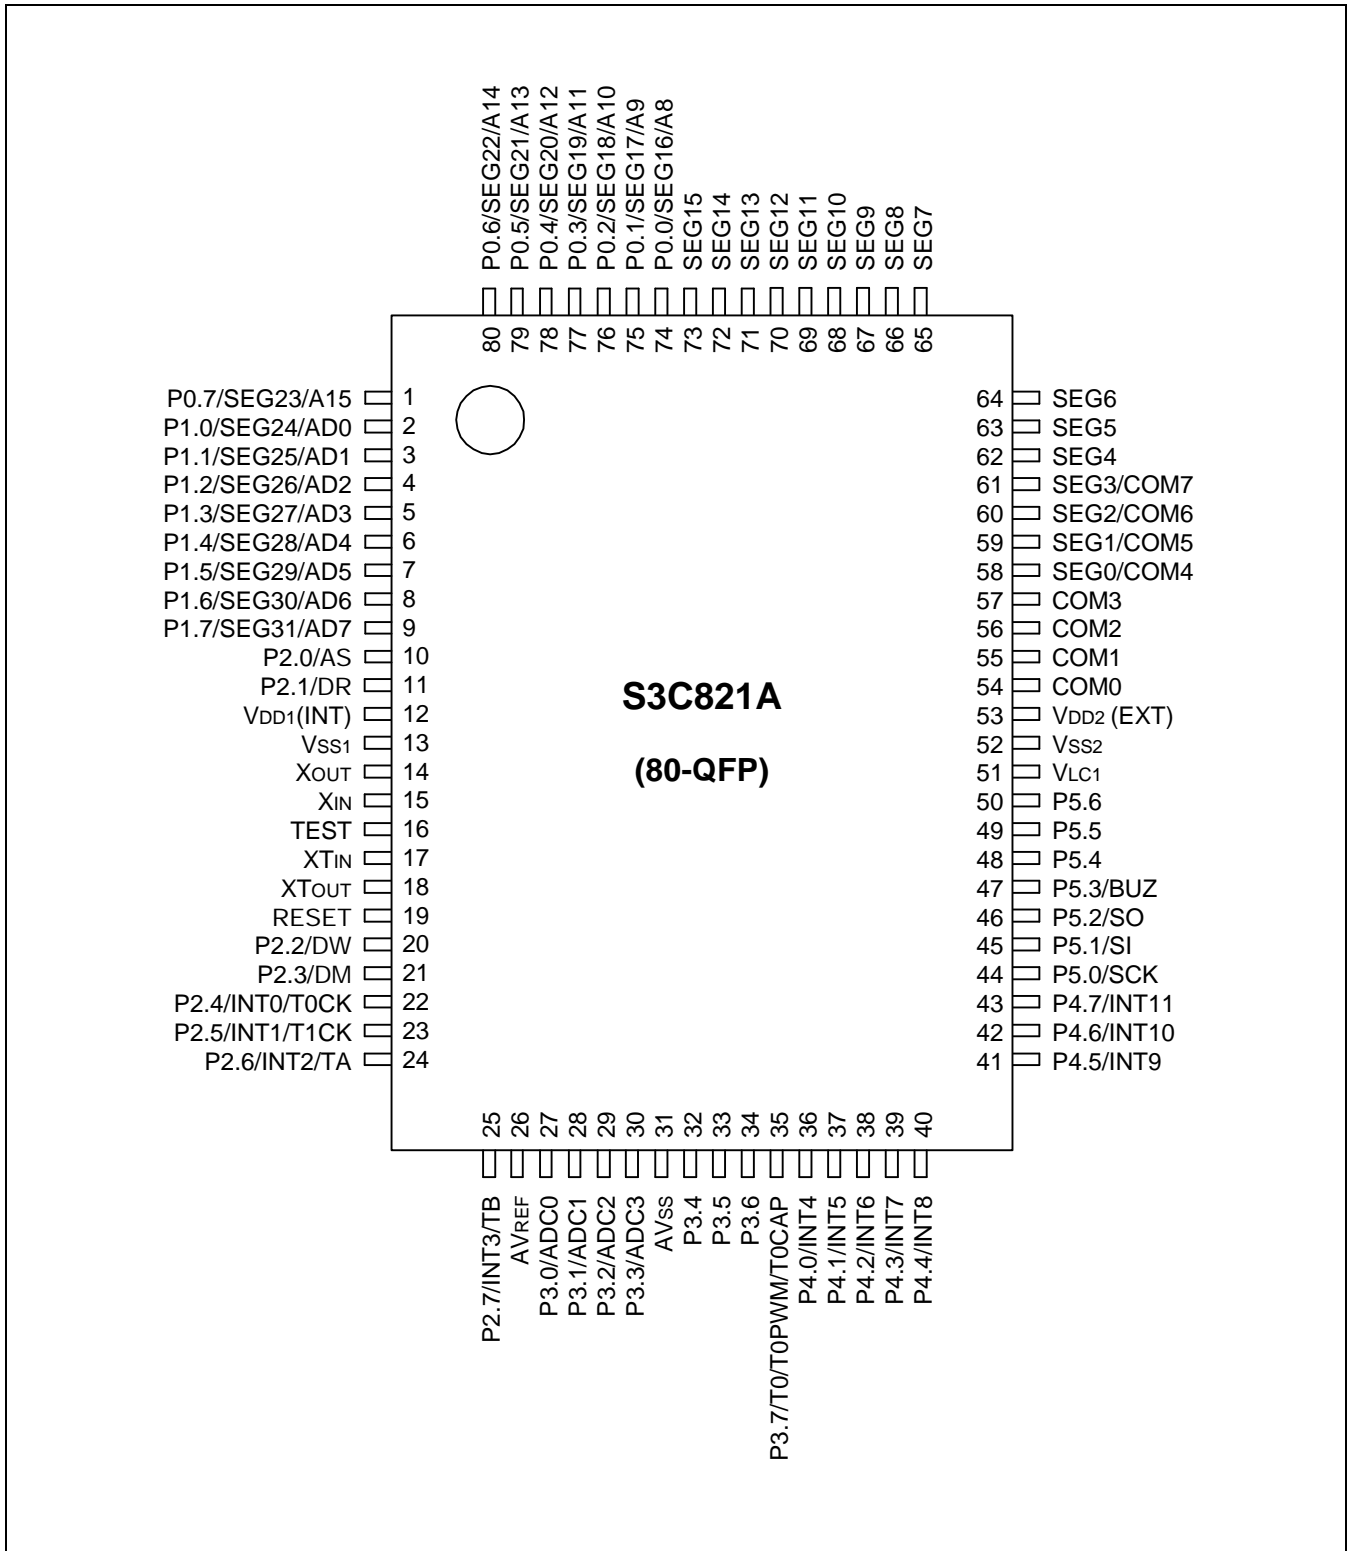 P0.6/SEG22/A14
P0.5/SEG21/A13
P0.4/SEG20/A12
P0.3/SEG19/A11
P0.2/SEG18/A10
P0.1/SEG17/A9
P0.0/SEG16/A8
SEG15
SEG14
SEG13
SEG12
SEG11
SEG10
SEG9
SEG8
SEG7
80
79
78
77
76
75
74
73
72
71
70
69
68
67
66
65
P0.7/SEG23/A15 1
P1.0/SEG24/AD0 2
P1.1/SEG25/AD1 3
P1.2/SEG26/AD2 4
P1.3/SEG27/AD3 5
P1.4/SEG28/AD4 6
P1.5/SEG29/AD5 7
P1.6/SEG30/AD6 8
P1.7/SEG31/AD7 9
P2.0/AS 10
P2.1/DR 11
VDD1(INT) 12
VSS1 13
XOUT 14
XIN 15
TEST 16
XTIN 17
XTOUT 18
RESET 19
P2.2/DW 20
P2.3/DM 21
P2.4/INT0/T0CK 22
P2.5/INT1/T1CK 23
P2.6/INT2/TA 24
S3C821A
(80-QFP)
64 SEG6
63 SEG5
62 SEG4
61 SEG3/COM7
60 SEG2/COM6
59 SEG1/COM5
58 SEG0/COM4
57 COM3
56 COM2
55 COM1
54 COM0
53 VDD2 (EXT)
52 VSS2
51 VLC1
50 P5.6
49 P5.5
48 P5.4
47 P5.3/BUZ
46 P5.2/SO
45 P5.1/SI
44 P5.0/SCK
43 P4.7/INT11
42 P4.6/INT10
41 P4.5/INT9
25
26
27
28
29
30
31
32
33
34
35
36
37
38
39
40
P2.7/INT3/TB
AVREF
P3.0/ADC0
P3.1/ADC1
P3.2/ADC2
P3.3/ADC3
AVSS
P3.4
P3.5
P3.6
P3.7/T0/T0PWM/T0CAP
P4.0/INT4
P4.1/INT5
P4.2/INT6
P4.3/INT7
P4.4/INT8